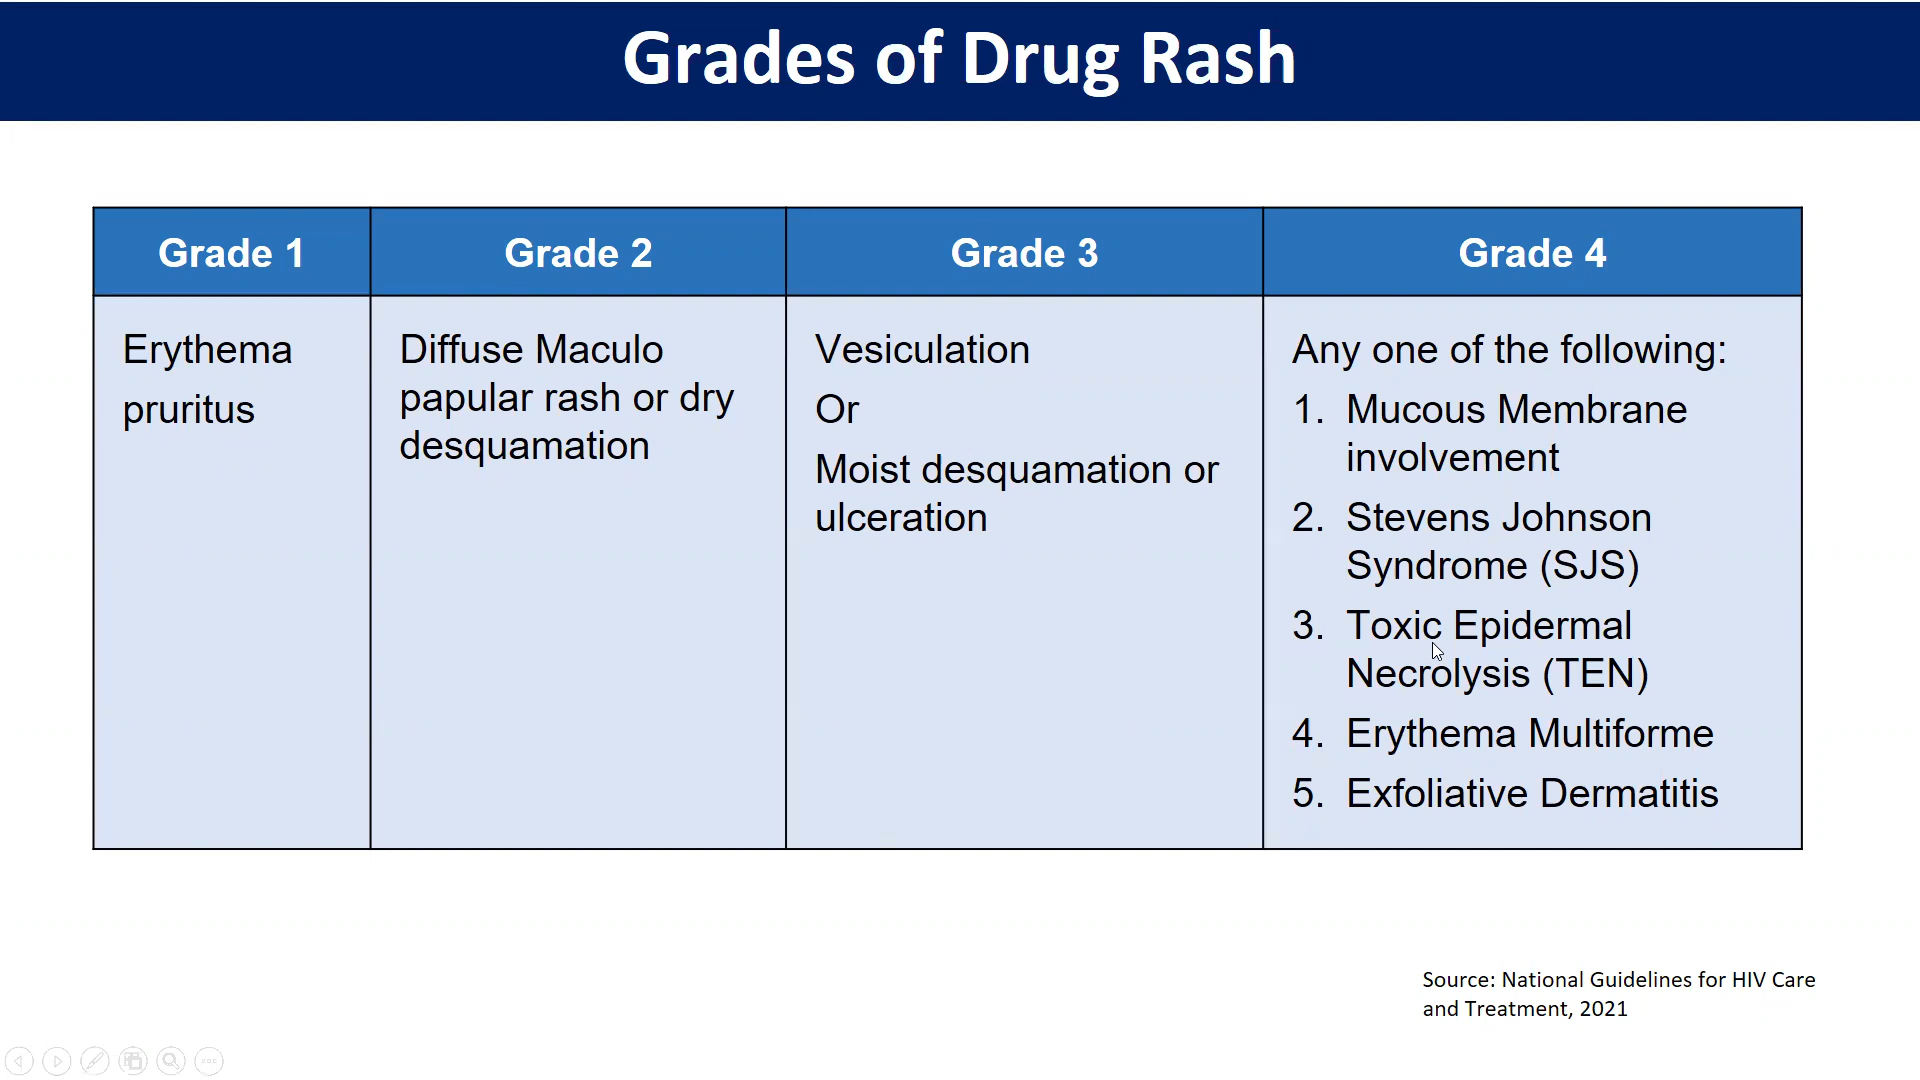 Grades of Drug Rash
Grade 1
Grade 2
Grade 3
Grade 4
Erythema
pruritus
Diffuse Maculo
papular rash or dry
desquamation
Vesiculation
Or
Moist desquamation or
ulceration
Any one of the following:
1. Mucous Membrane
involvement
2. Stevens Johnson
Syndrome (SJS)
3. Toxic Epidermal
Necrolysis (TEN)
4. Erythema Multiforme
5. Exfoliative Dermatitis
Source: National Guidelines for HIV Care
and Treatment, 2021